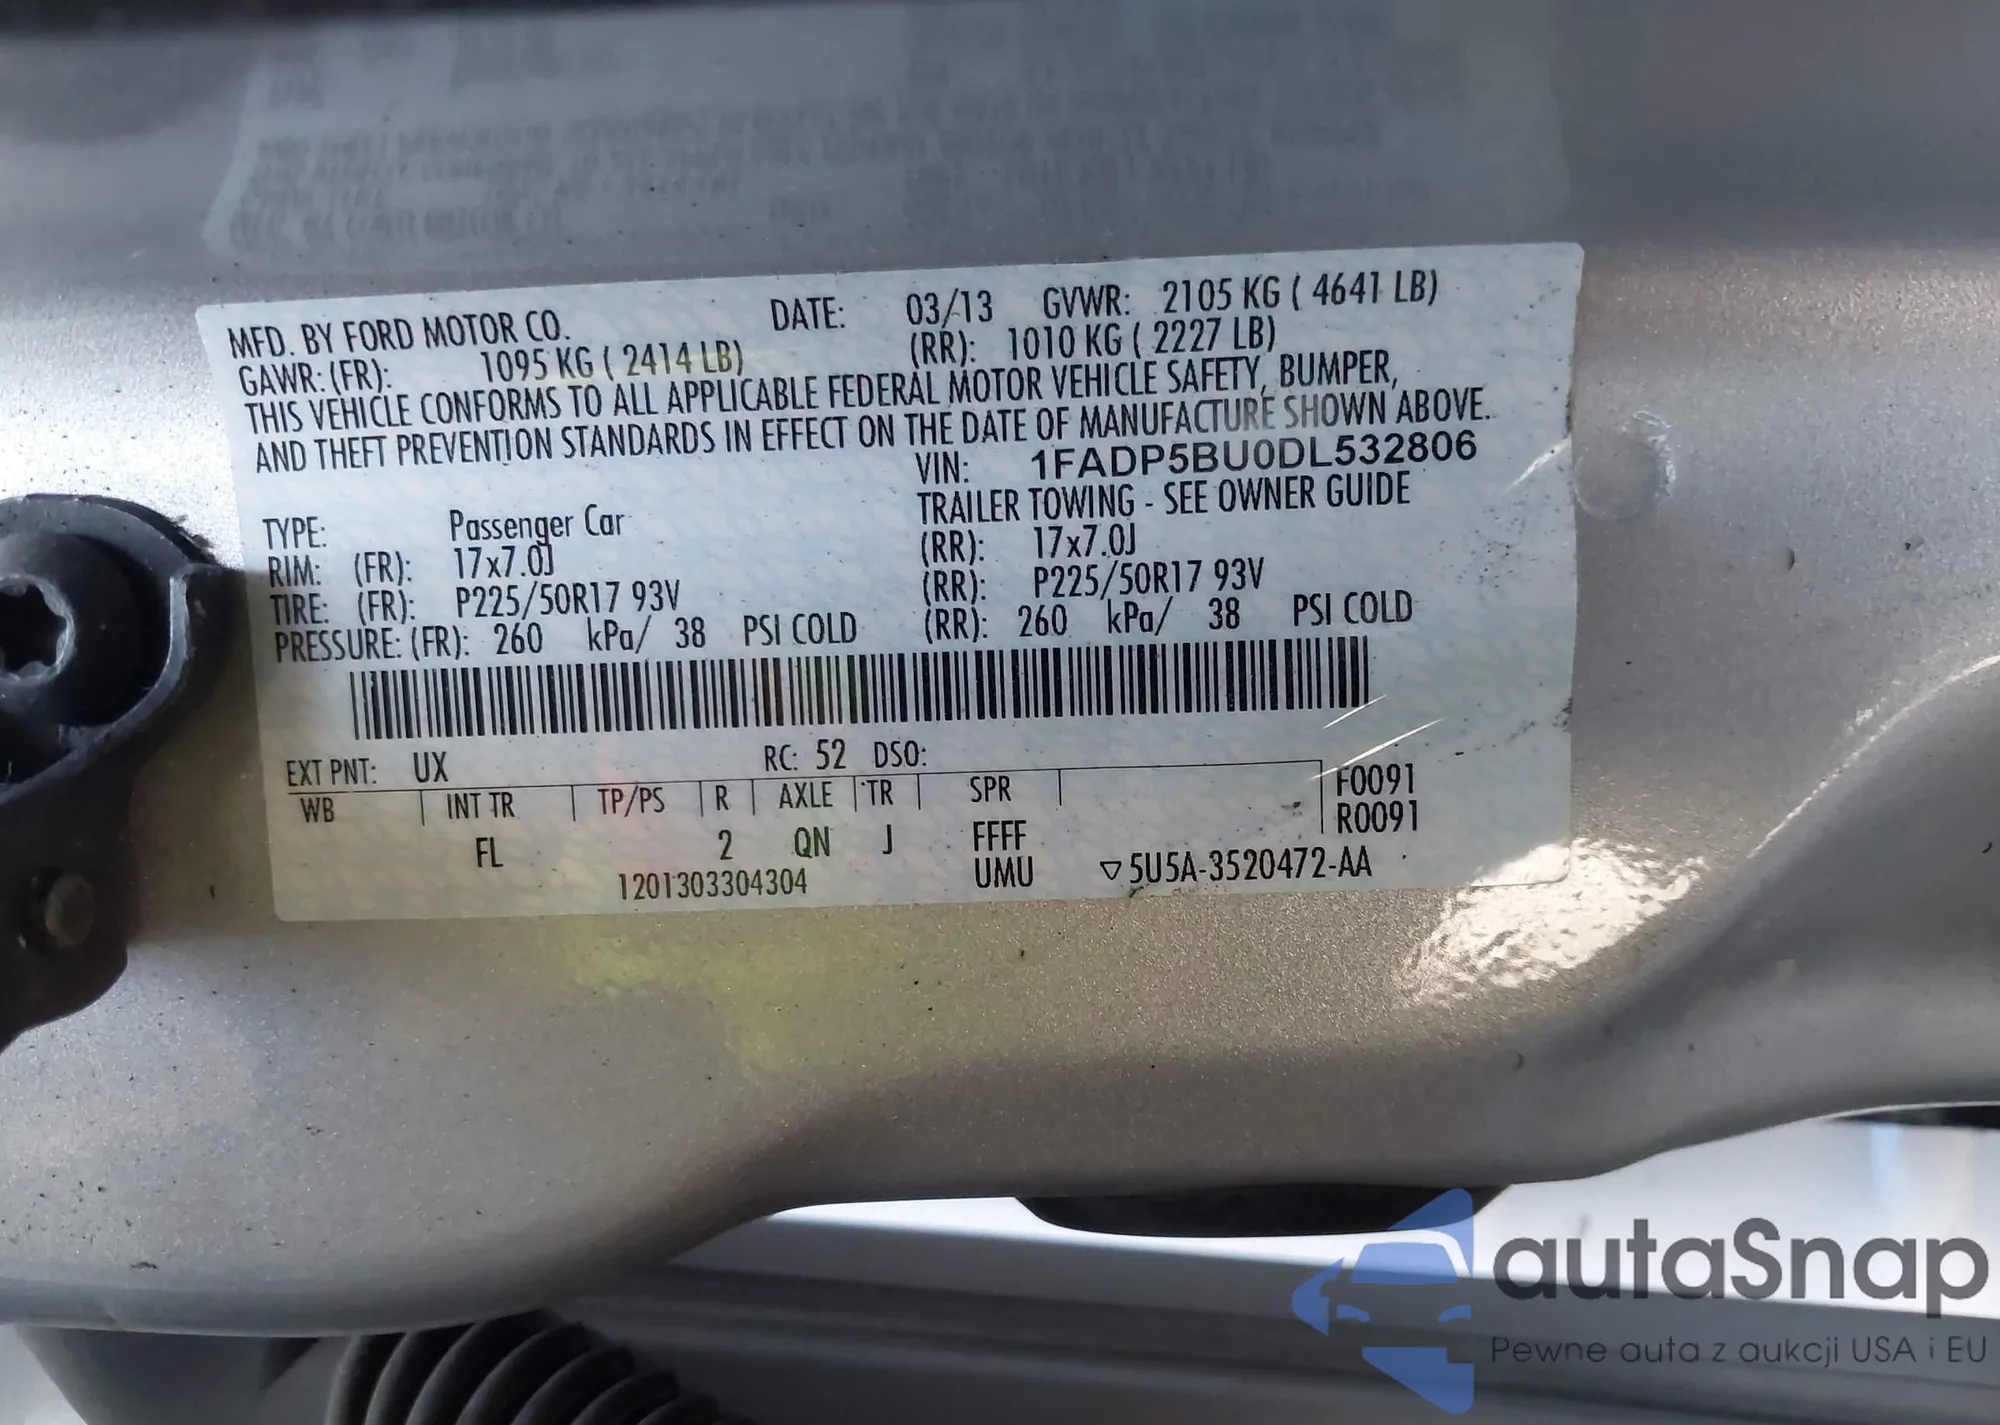 MFD. BY FORD MOTOR CO. DATE: 03/13 GVWR: 2105 KG ( 4641 LB)
GAWR: (FR): 1095 KG ( 2414 LB) (RR): 1010 KG ( 2227 LB)
THIS VEHICLE CONFORMS TO ALL APPLICABLE FEDERAL MOTOR VEHICLE SAFETY, BUMPER,
AND THEFT PREVENTION STANDARDS IN EFFECT ON THE DATE OF MANUFACTURE SHOWN ABOVE.
VIN: 1FADP5BU0DL532806
TYPE: Passenger Car TRAILER TOWING - SEE OWNER GUIDE
RIM: (FR): 17x7.0J (RR): 17x7.0J
TIRE: (FR): P225/50R17 93V (RR): P225/50R17 93V
PRESSURE: (FR): 260 kPa/ 38 PSI COLD (RR): 260 kPa/ 38 PSI COLD
EXT PNT: UX RC: 52 DSO:
WB INT TR TP/PS R AXLE TR SPR F0091
R0091
FL 2 QN J FFFF
1201303304304 UMU ▽5U5A-3520472-AA
autaSnap
Pewne auta z aukcji USA i EU